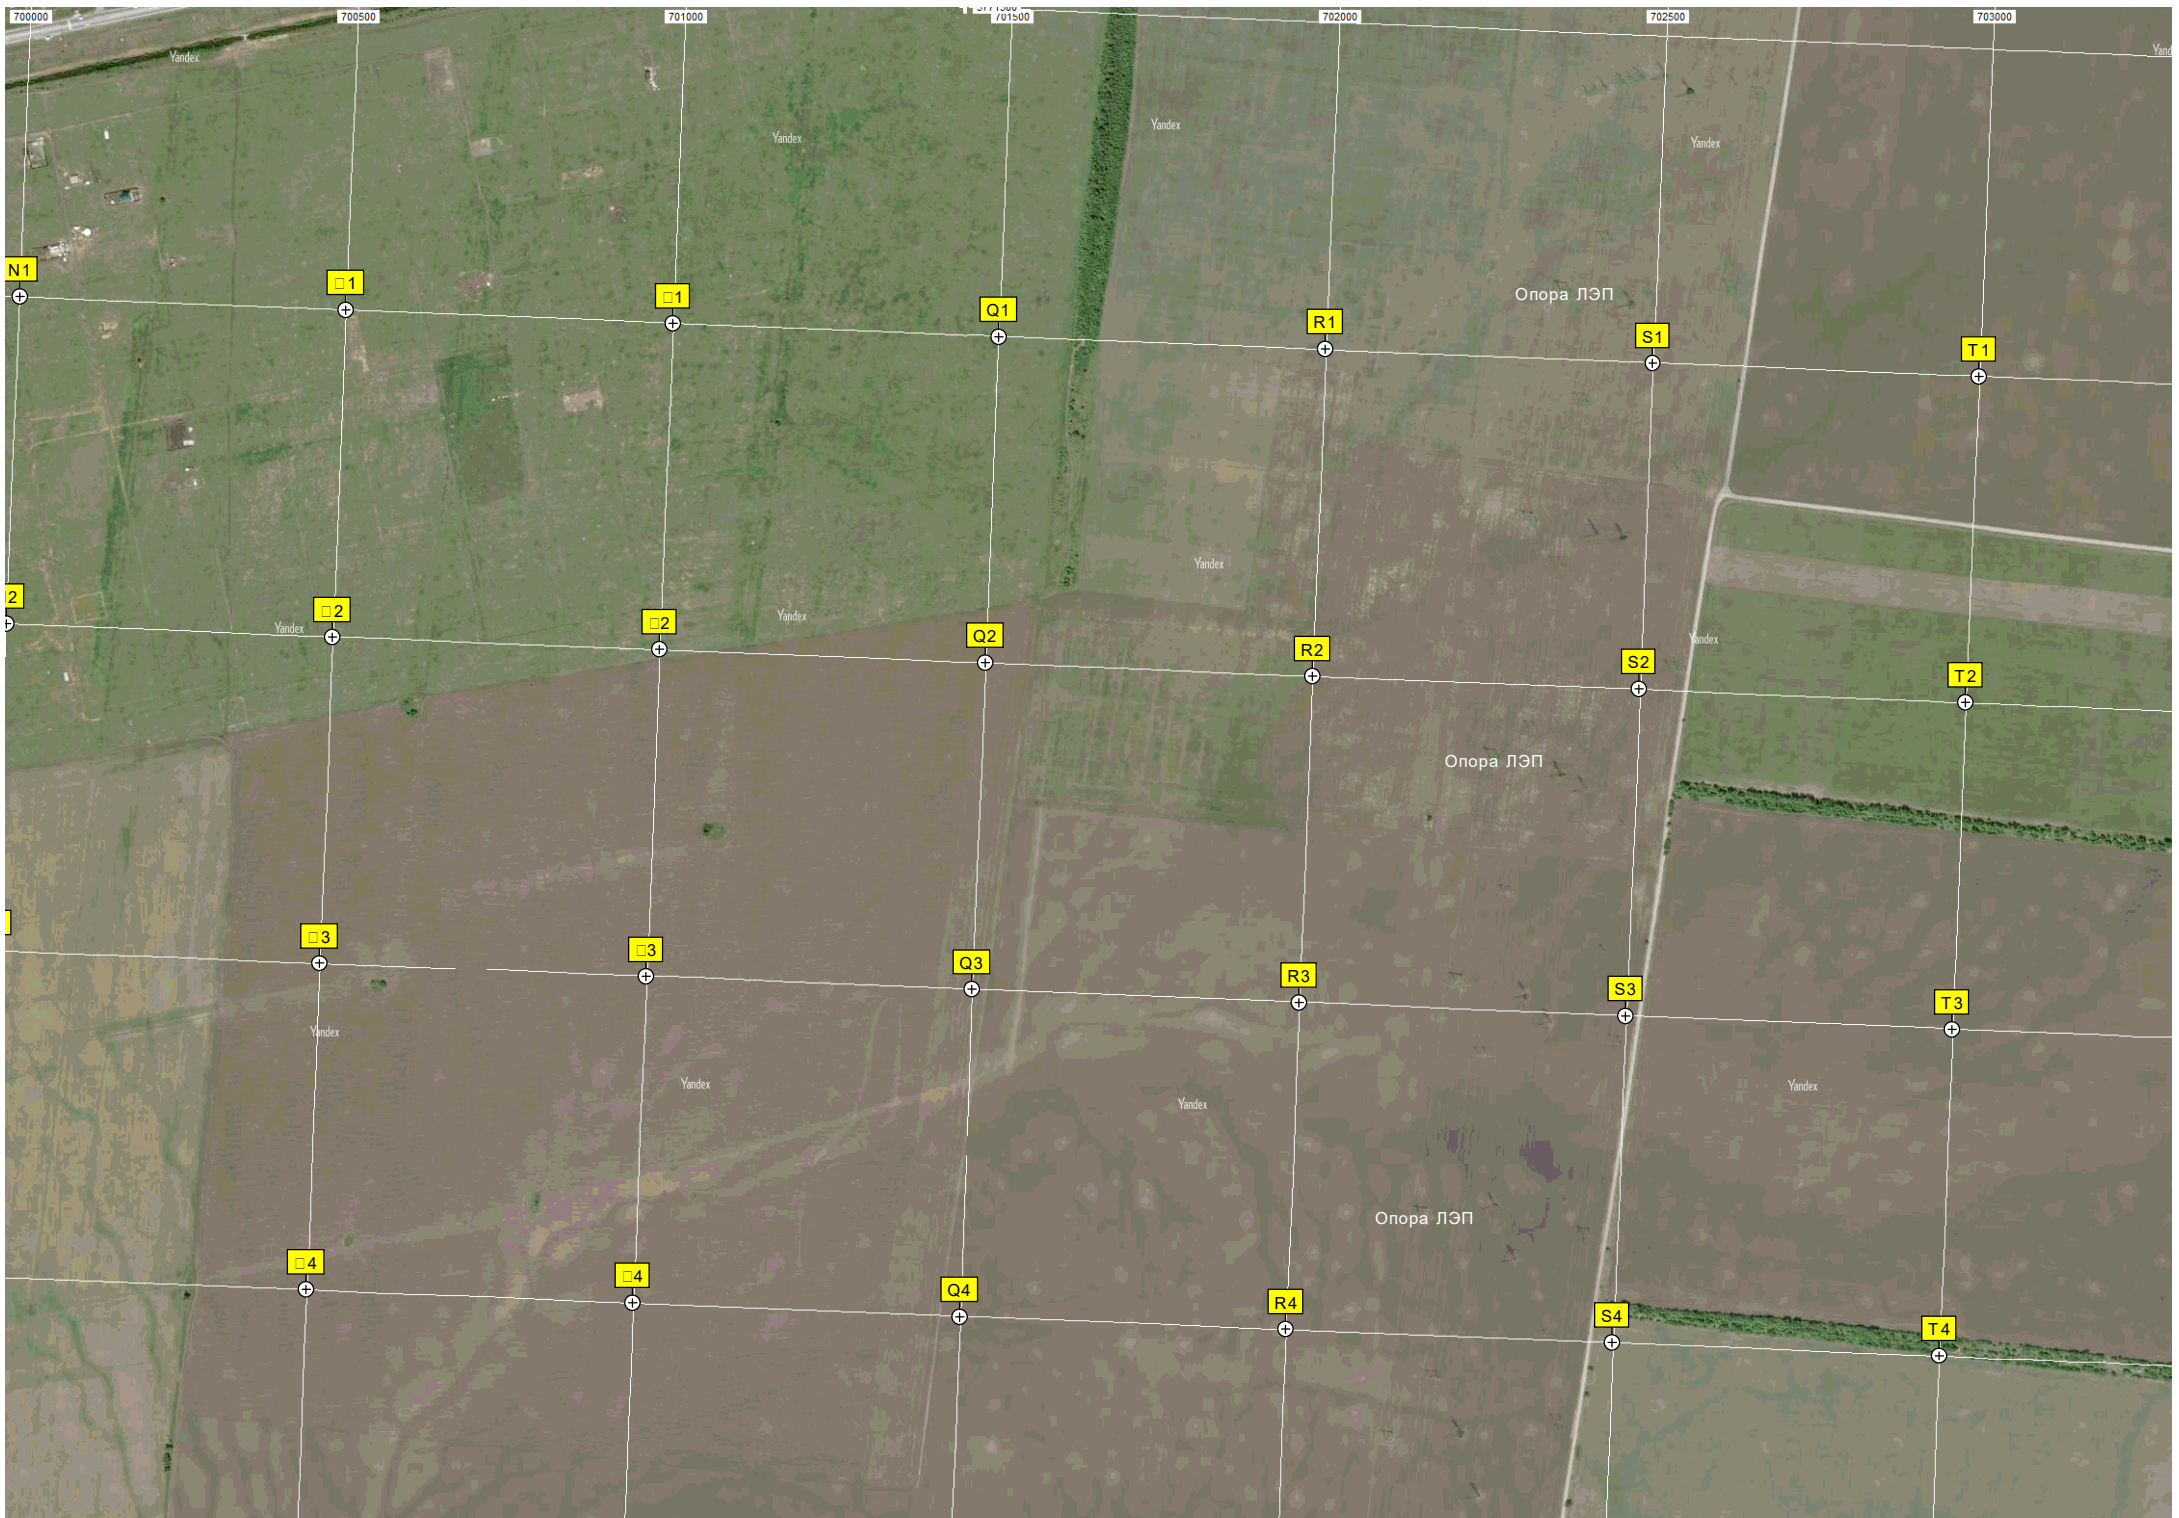 700000 700500 701000 701500 702000 702500 703000
Yandex
Yandex
Yandex
Yandex
N1
□1
□1
Q1
Опора ЛЭП
R1
S1
T1
Yandex
2
□2
Yandex
□2
Yandex
Q2
R2
S2
Yandex
T2
Опора ЛЭП
□3
□3
Q3
R3
S3
T3
Yandex
Yandex
Yandex
Yandex
Опора ЛЭП
□4
□4
Q4
R4
S4
T4